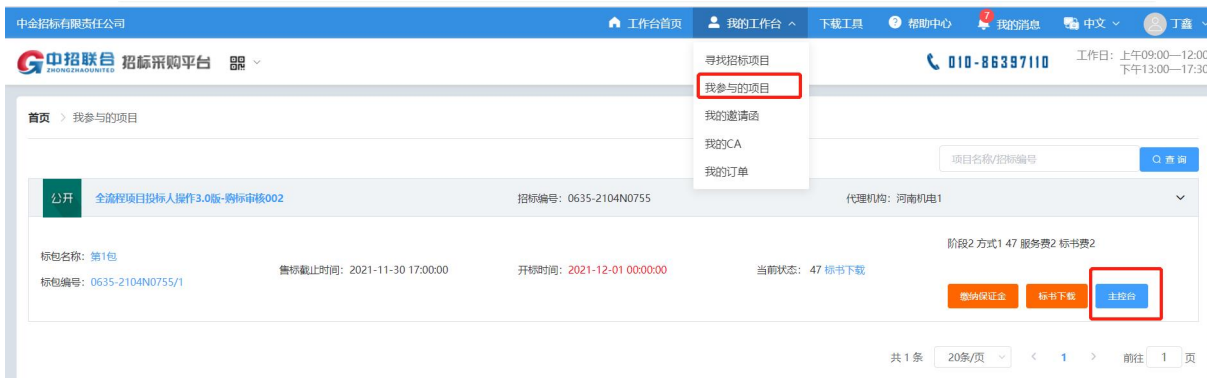 中金招标有限责任公司 工作台首页 我的工作台 下载工具 帮助中心 7 我的消息 中文 丁鑫
中招联合 ZHONGZHAOUNITED 招标采购平台 010-86397110 工作日：上午09:00—12:00
下午13:00—17:30
寻找招标项目
我参与的项目
我的邀请函
我的CA
我的订单
首页 > 我参与的项目
项目名称/招标编号 查询
公开 全流程项目投标人操作3.0版-购标审核002 招标编号：0635-2104N0755 代理机构：河南机电1
阶段2 方式1 47 服务费2 标书费2
标包名称：第1包
售标截止时间：2021-11-30 17:00:00 开标时间：2021-12-01 00:00:00 当前状态：47 标书下载
标包编号：0635-2104N0755/1
缴纳保证金 标书下载 主控台
共1条 20条/页 < 1 > 前往 1 页